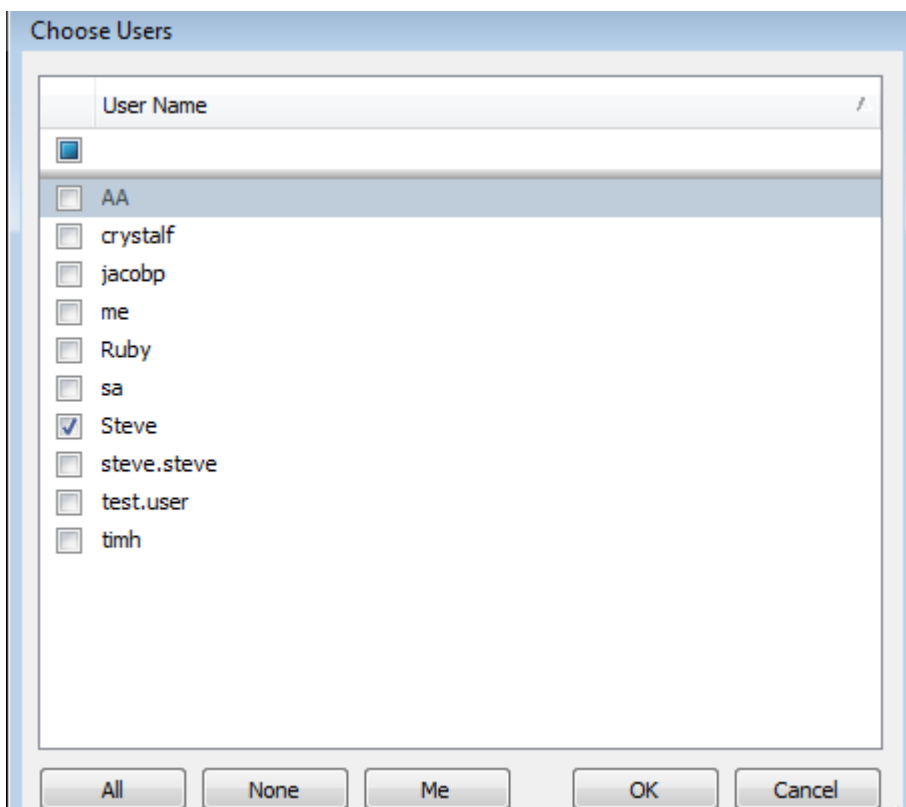 Choose Users
User Name
AA
crystalf
jacobp
me
Ruby
sa
Steve
steve.steve
test.user
timh
All None Me OK Cancel